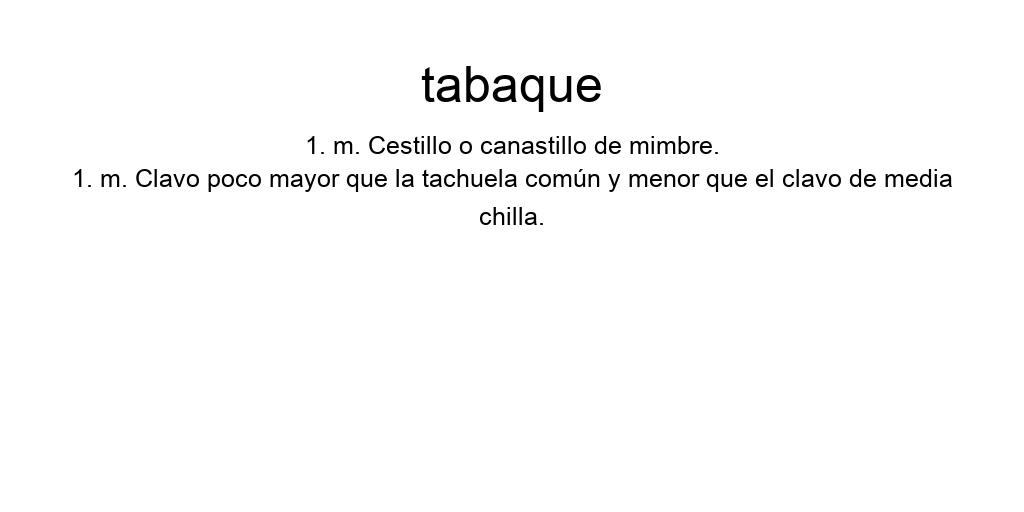 tabaque
1. m. Cestillo o canastillo de mimbre.
1. m. Clavo poco mayor que la tachuela común y menor que el clavo de media
chilla.